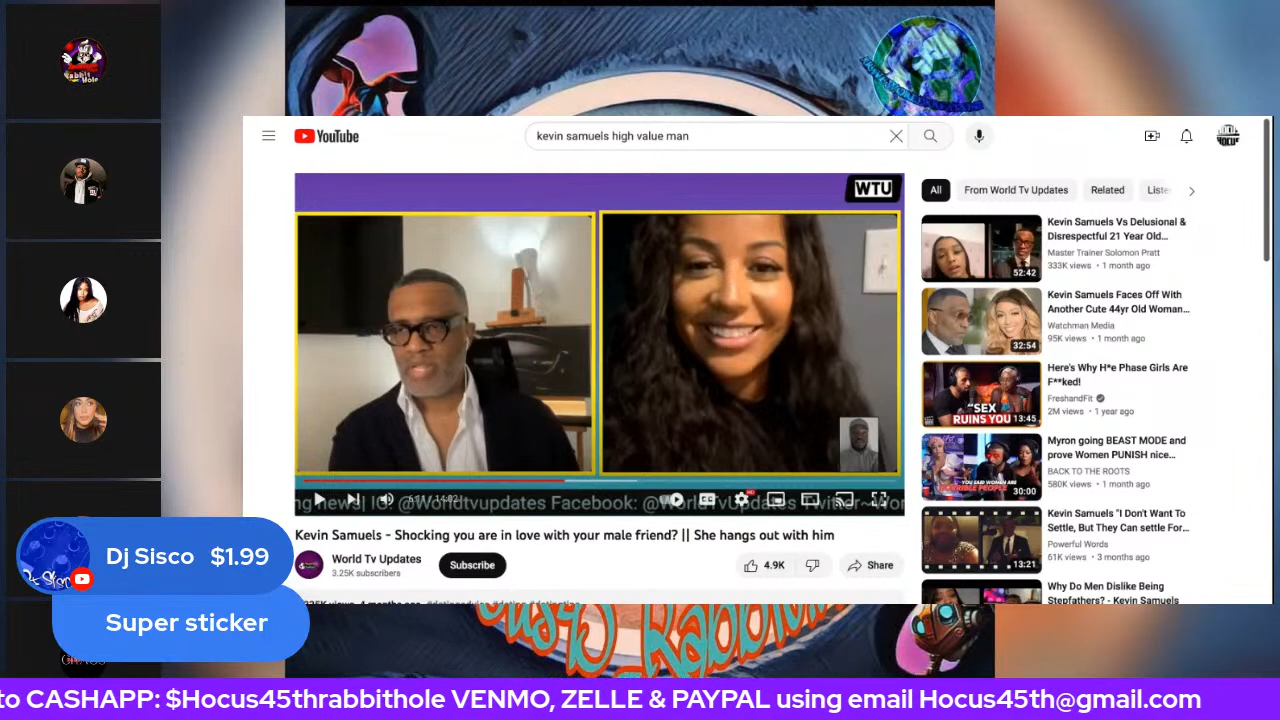 YouTube
kevin samuels high value man
WTU
All
From World Tv Updates
Related
Liste
Kevin Samuels Vs Delusional &
Disrespectful 21 Year Old...
Master Trainer Solomon Pratt
333K views • 1 month ago
52:42
Kevin Samuels Faces Off With
Another Cute 44yr Old Woman...
Watchman Media
95K views • 1 month ago
32:54
Here's Why H*e Phase Girls Are
F**ked!
FreshandFit
2M views • 1 year ago
"SEX
RUINS YOU
13:45
Myron going BEAST MODE and
prove Women PUNISH nice...
BACK TO THE ROOTS
580K views • 1 month ago
30:00
Kevin Samuels "I Don't Want To
Settle, But They Can settle For...
Powerful Words
61K views • 3 months ago
13:21
Why Do Men Dislike Being
Stepfathers? - Kevin Samuels
ng news| IG: @Worldtvupdates Facebook: @WorldTvUpdates Twitter~
Kevin Samuels - Shocking you are in love with your male friend? || She hangs out with him
World Tv Updates
3.25K subscribers
Subscribe
4.9K
Share
Dj Sisco $1.99
Super sticker
to CASHAPP: $Hocus45thrabbithole VENMO, ZELLE & PAYPAL using email Hocus45th@gmail.com